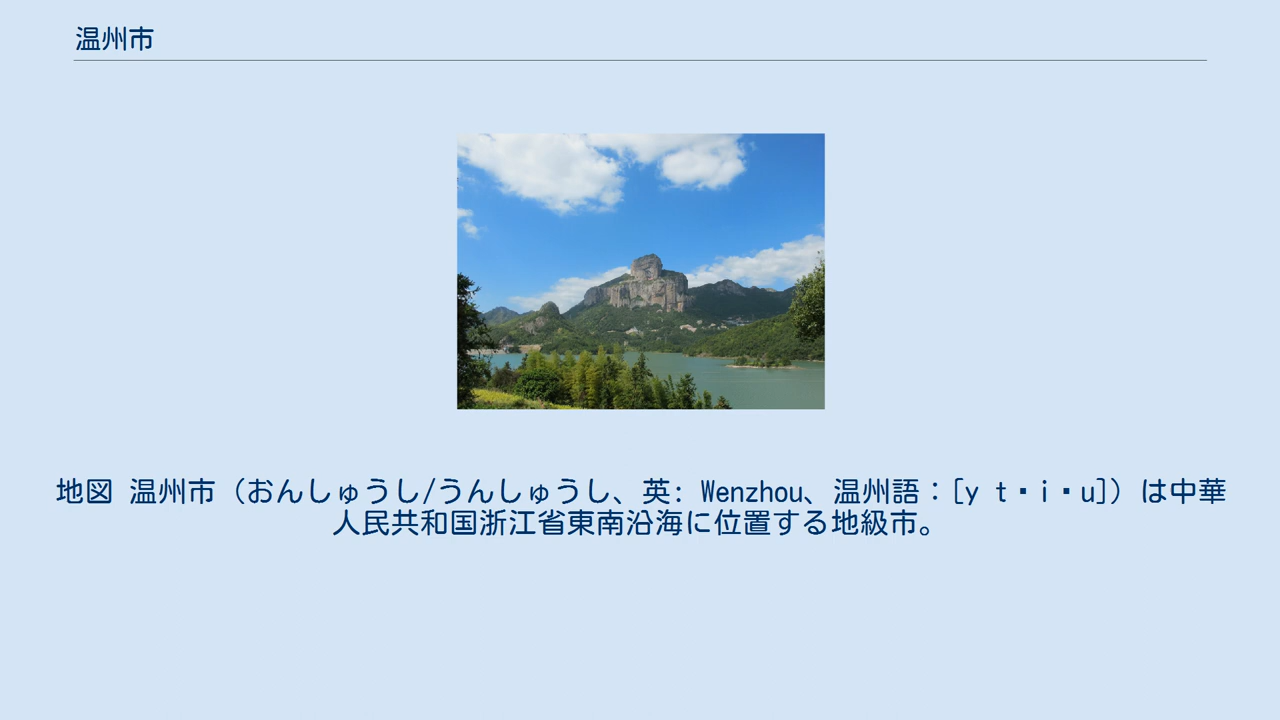 温州市
地図 温州市（おんしゅうし/うんしゅうし、英: Wenzhou、温州語：[y t▪i▪u]）は中華
人民共和国浙江省東南沿海に位置する地級市。